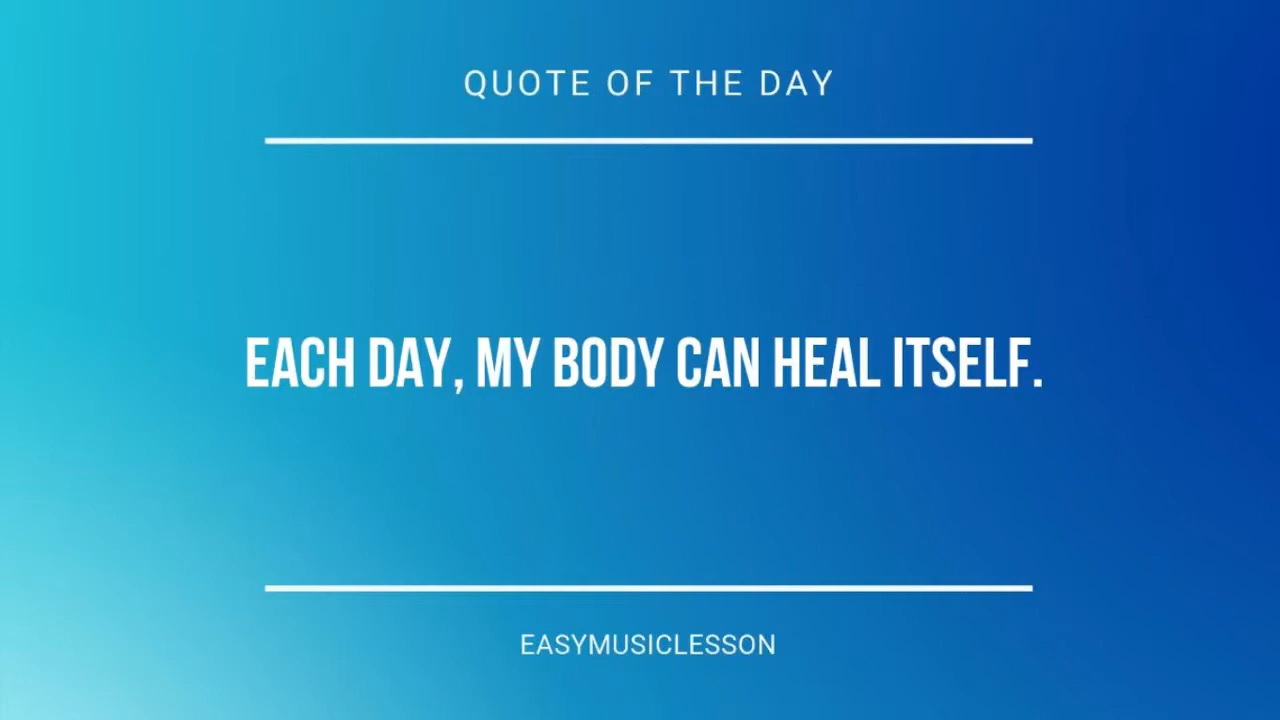 QUOTE OF THE DAY
EACH DAY, MY BODY CAN HEAL ITSELF.
EASYMUSICLESSON